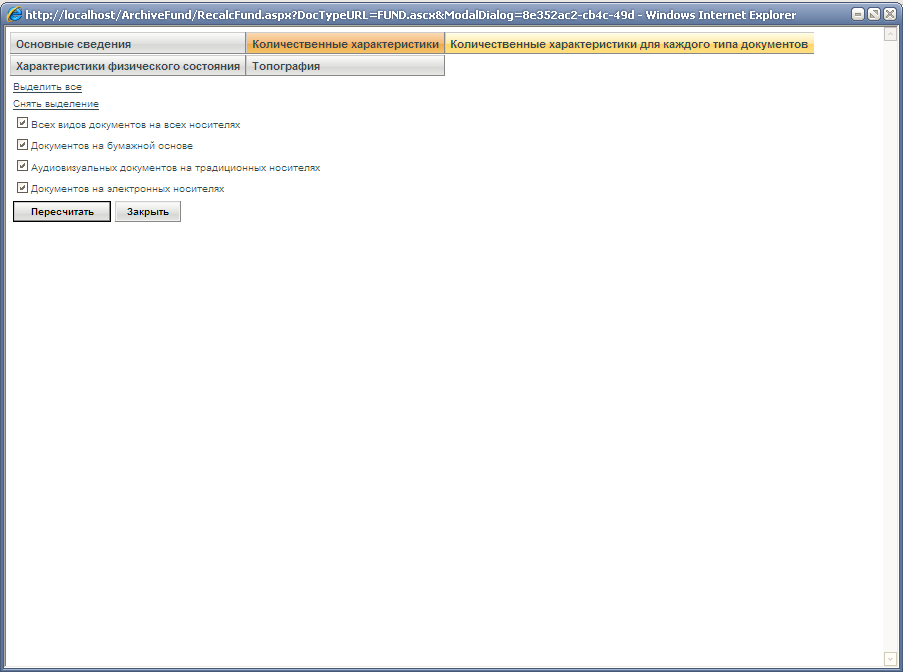 http://localhost/ArchiveFund/RecalcFund.aspx?DocTypeURL=FUND.ascx&ModalDialog=8e352ac2-cb4c-49d - Windows Internet Explorer
Основные сведения Количественные характеристики Количественные характеристики для каждого типа документов
Характеристики физического состояния Топография
Выделить все
Снять выделение
Всех видов документов на всех носителях
Документов на бумажной основе
Аудиовизуальных документов на традиционных носителях
Документов на электронных носителях
Пересчитать Закрыть